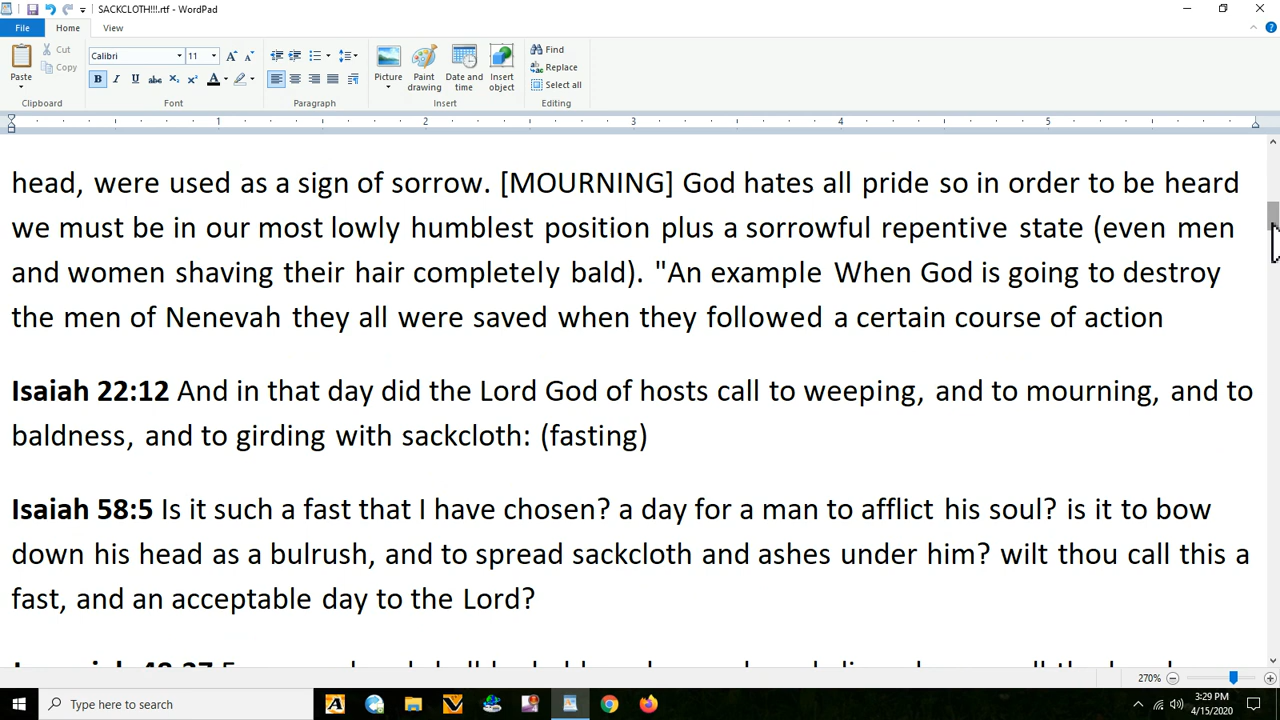 SACKCLOTH!!!.rtf - WordPad
File Home View
Paste
Cut
Copy
Clipboard
Calibri 11
B I U abc X₂ X² A
Font
Paragraph
Picture
Paint drawing
Date and time
Insert object
Insert
Find
Replace
Select all
Editing
1 2 3 4 5
head, were used as a sign of sorrow. [MOURNING] God hates all pride so in order to be heard
we must be in our most lowly humblest position plus a sorrowful repentive state (even men
and women shaving their hair completely bald). "An example When God is going to destroy
the men of Nenevah they all were saved when they followed a certain course of action
Isaiah 22:12 And in that day did the Lord God of hosts call to weeping, and to mourning, and to
baldness, and to girding with sackcloth: (fasting)
Isaiah 58:5 Is it such a fast that I have chosen? a day for a man to afflict his soul? is it to bow
down his head as a bulrush, and to spread sackcloth and ashes under him? wilt thou call this a
fast, and an acceptable day to the Lord?
270%
Type here to search
3:29 PM
4/15/2020